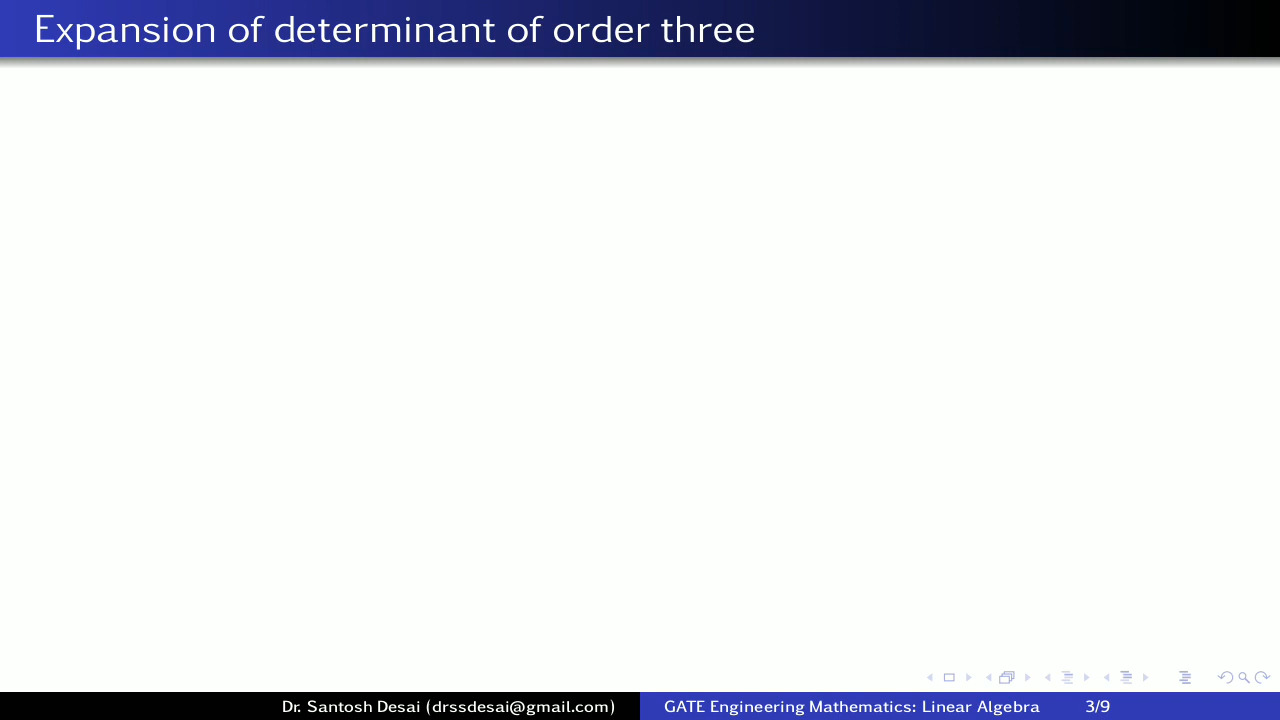 Expansion of determinant of order three
Dr. Santosh Desai (drssdesai@gmail.com) GATE Engineering Mathematics: Linear Algebra 3/9